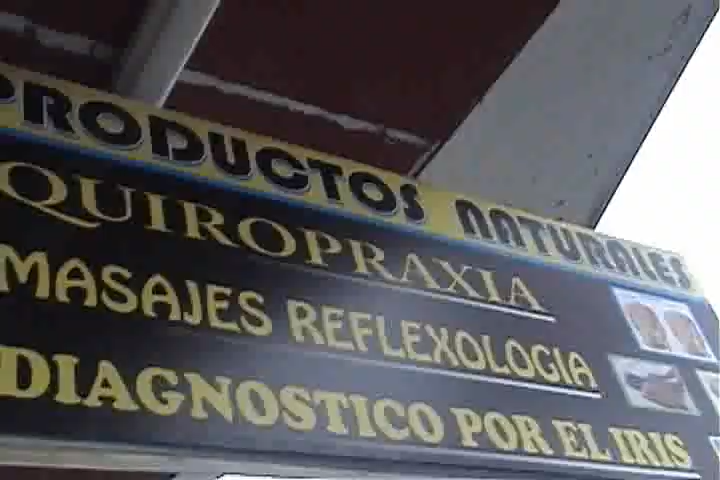 PRODUCTOS NATURALES
QUIROPRAXIA
MASAJES REFLEXOLOGIA
DIAGNOSTICO POR EL IRIS